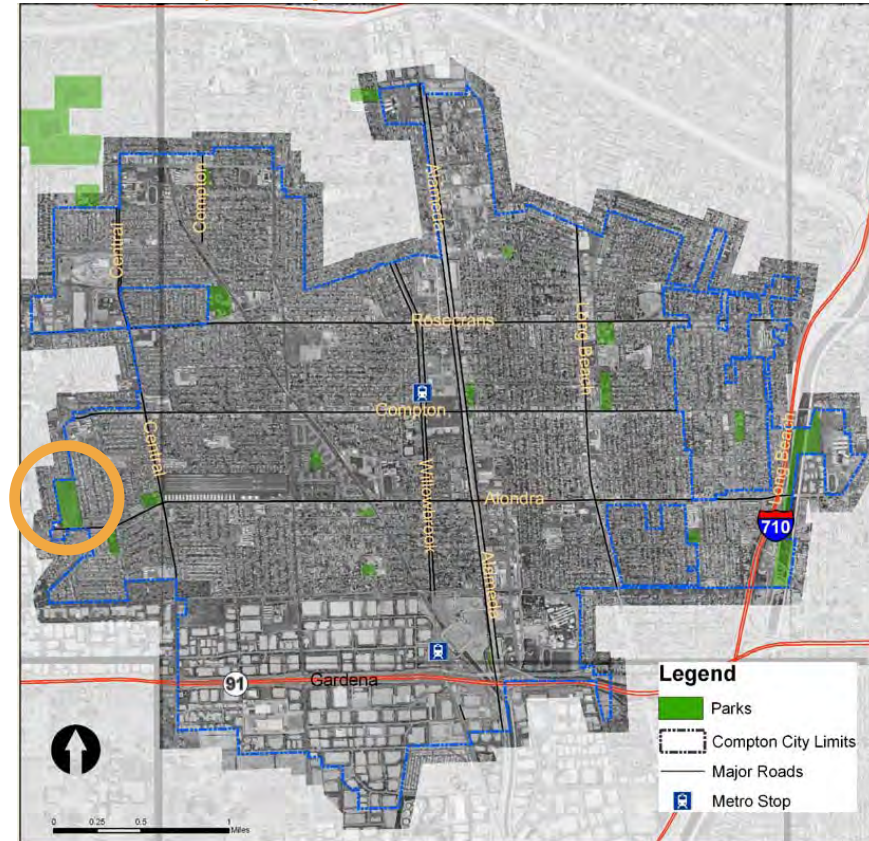 Alameda
Compton
Central
Rosecrans
Long Beach
Compton
Central
Willowbrook
Alondra
Long Beach
710
Alameda
91
Gardena
Legend
Parks
Compton City Limits
Major Roads
Metro Stop
0 0.25 0.5 1
Miles